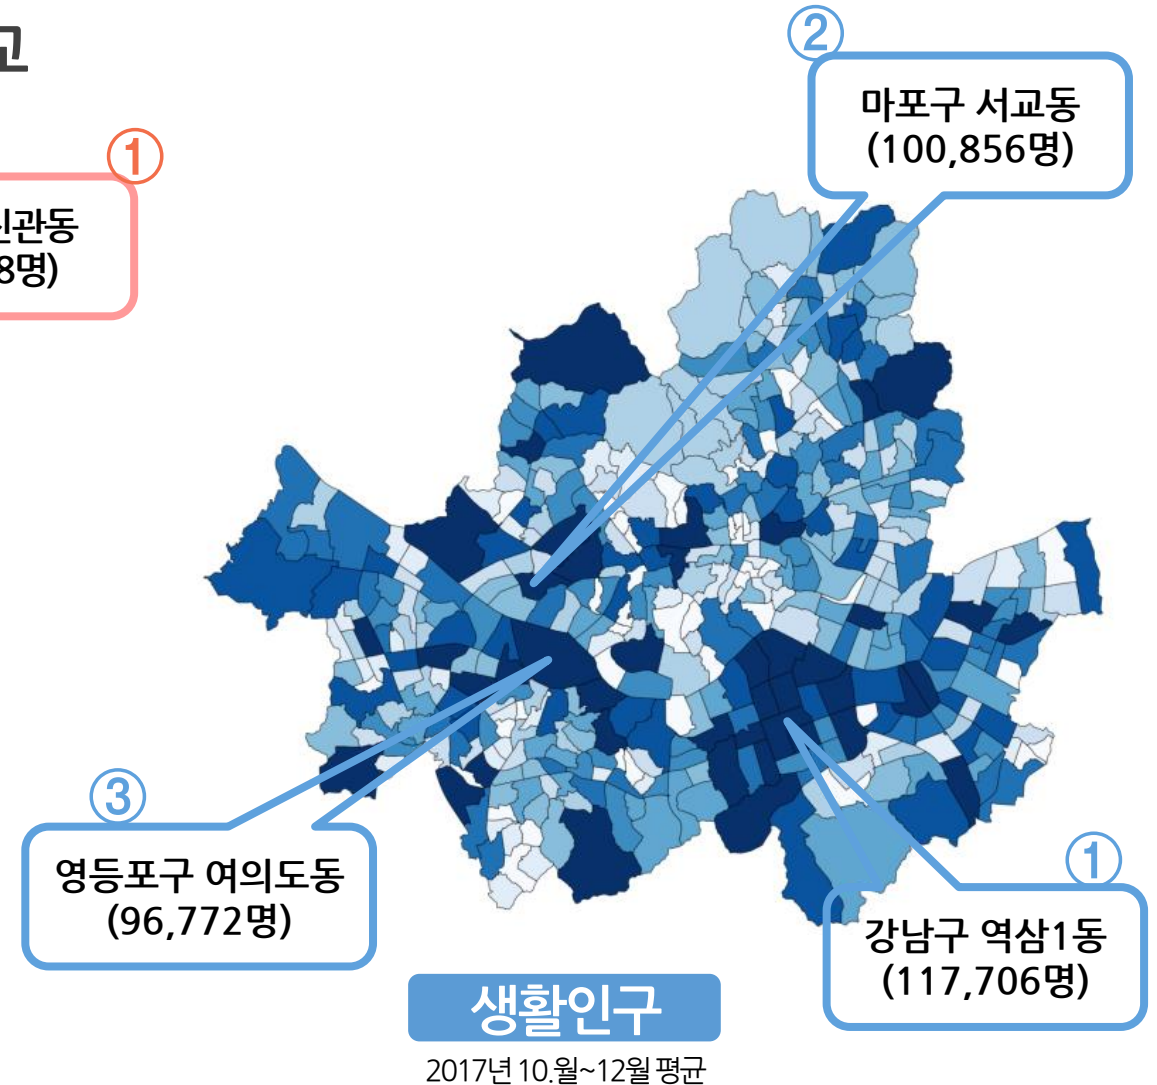 고
②
마포구 서교동
(100,856명)
①
관동
8명)
③
영등포구 여의도동
(96,772명)
①
강남구 역삼1동
(117,706명)
생활인구
2017년 10.월~12월 평균